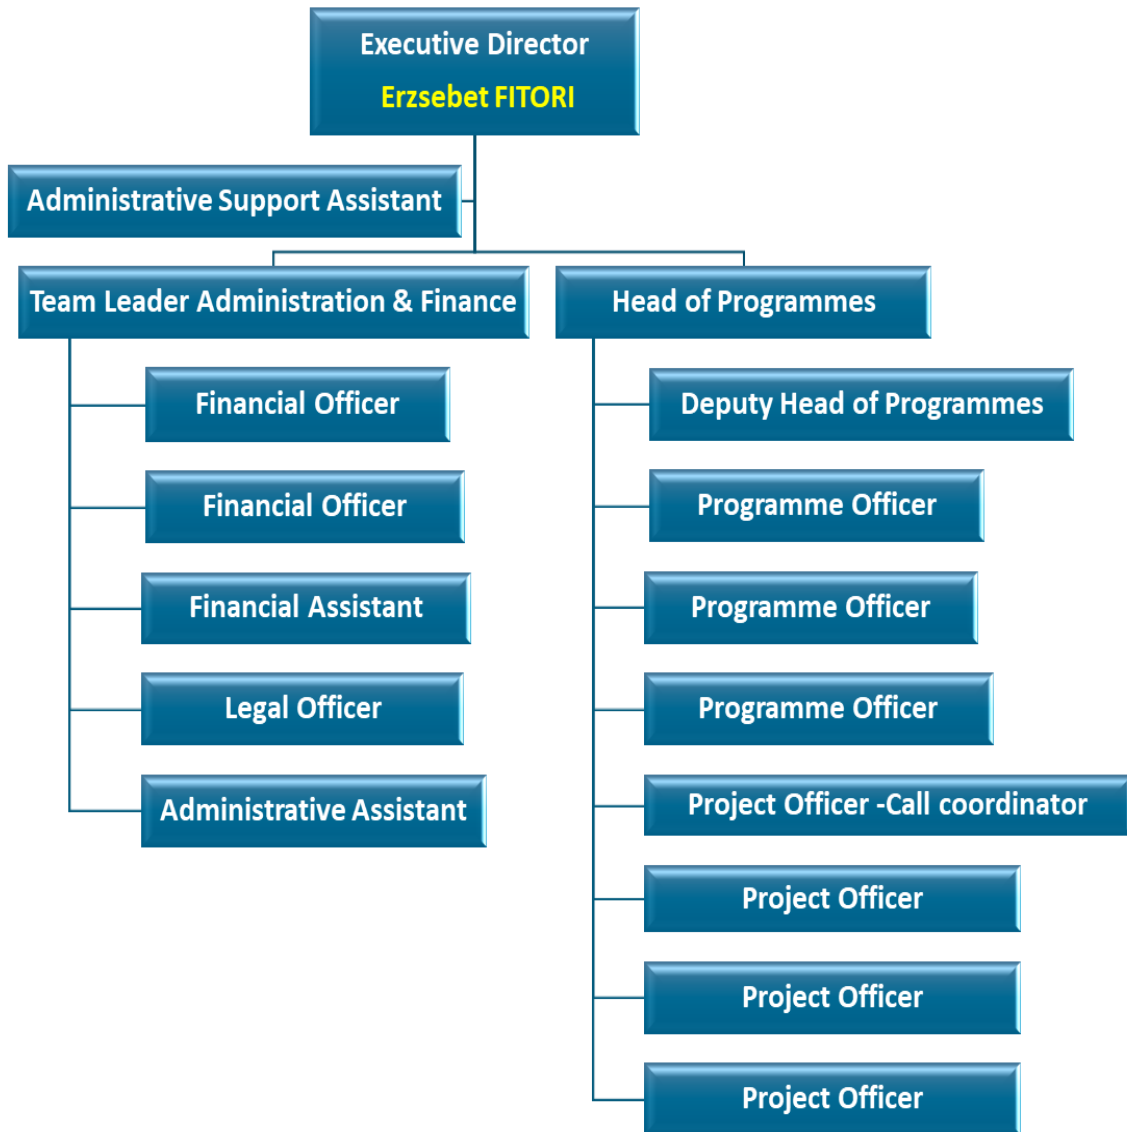 Executive Director
Erzsebet FITORI
Administrative Support Assistant
Team Leader Administration & Finance
Financial Officer
Financial Officer
Financial Assistant
Legal Officer
Administrative Assistant
Head of Programmes
Deputy Head of Programmes
Programme Officer
Programme Officer
Programme Officer
Project Officer -Call coordinator
Project Officer
Project Officer
Project Officer